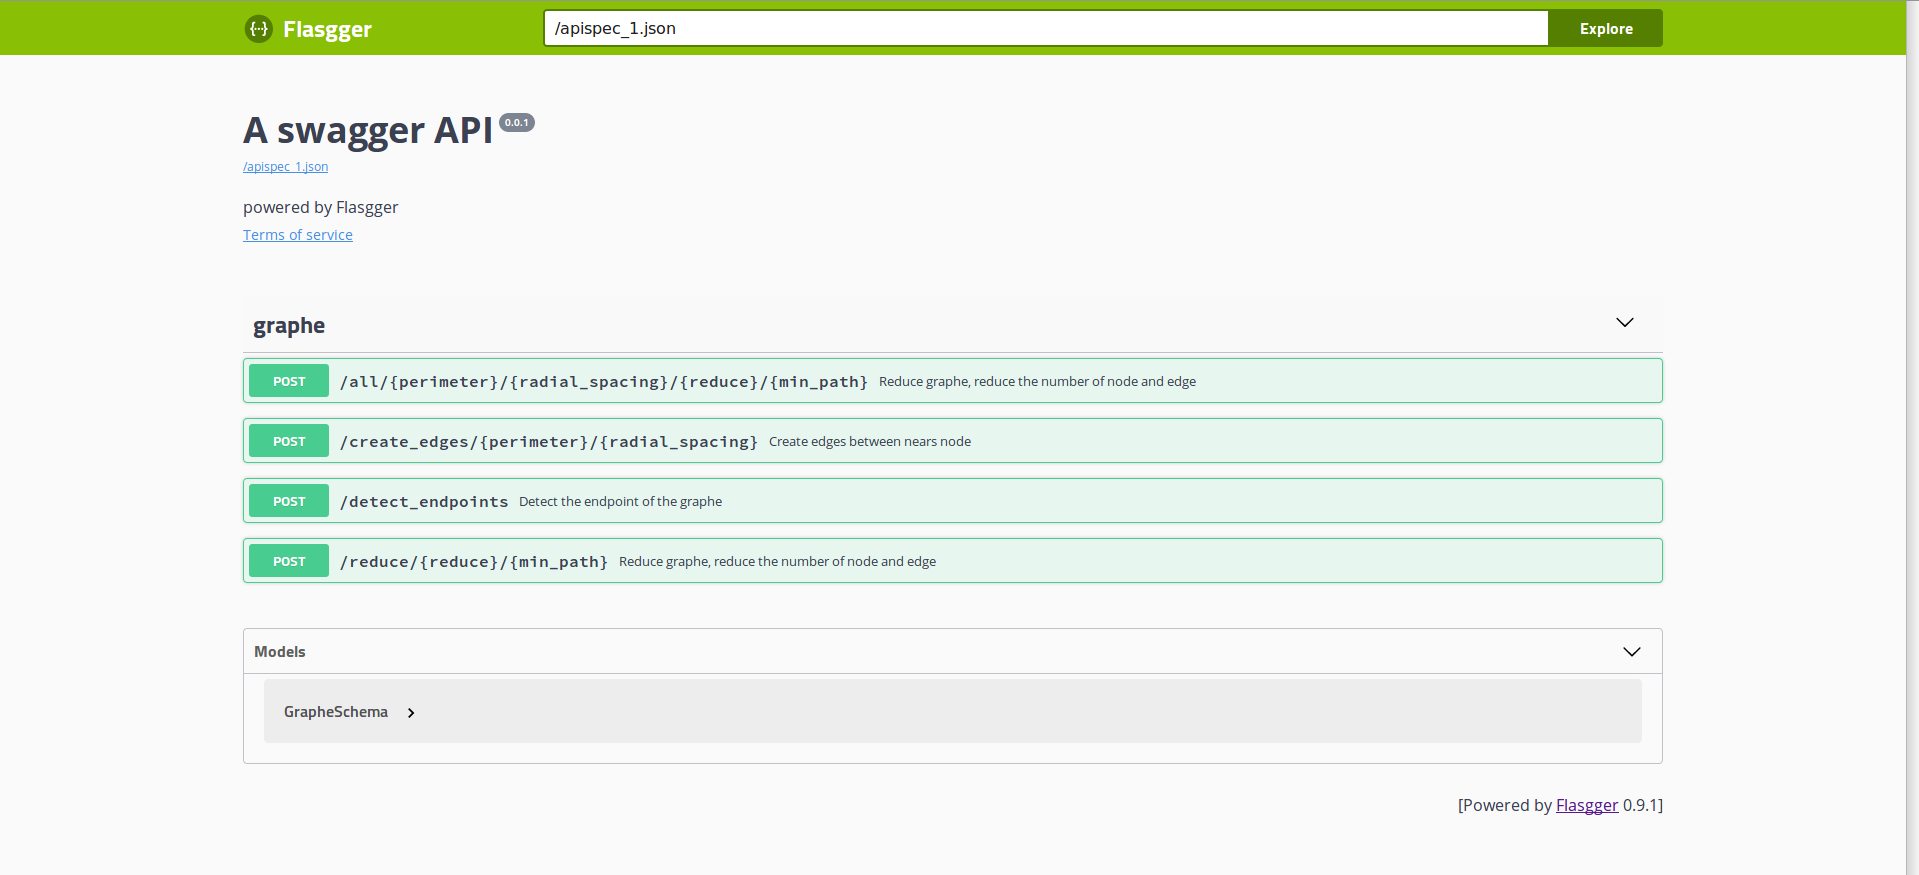 Flasgger
/apispec_1.json
Explore
A swagger API 0.0.1
/apispec_1.json
powered by Flasgger
Terms of service
graphe
POST /all/{perimeter}/{radial_spacing}/{reduce}/{min_path} Reduce graphe, reduce the number of node and edge
POST /create_edges/{perimeter}/{radial_spacing} Create edges between nears node
POST /detect_endpoints Detect the endpoint of the graphe
POST /reduce/{reduce}/{min_path} Reduce graphe, reduce the number of node and edge
Models
GrapheSchema
[Powered by Flasgger 0.9.1]